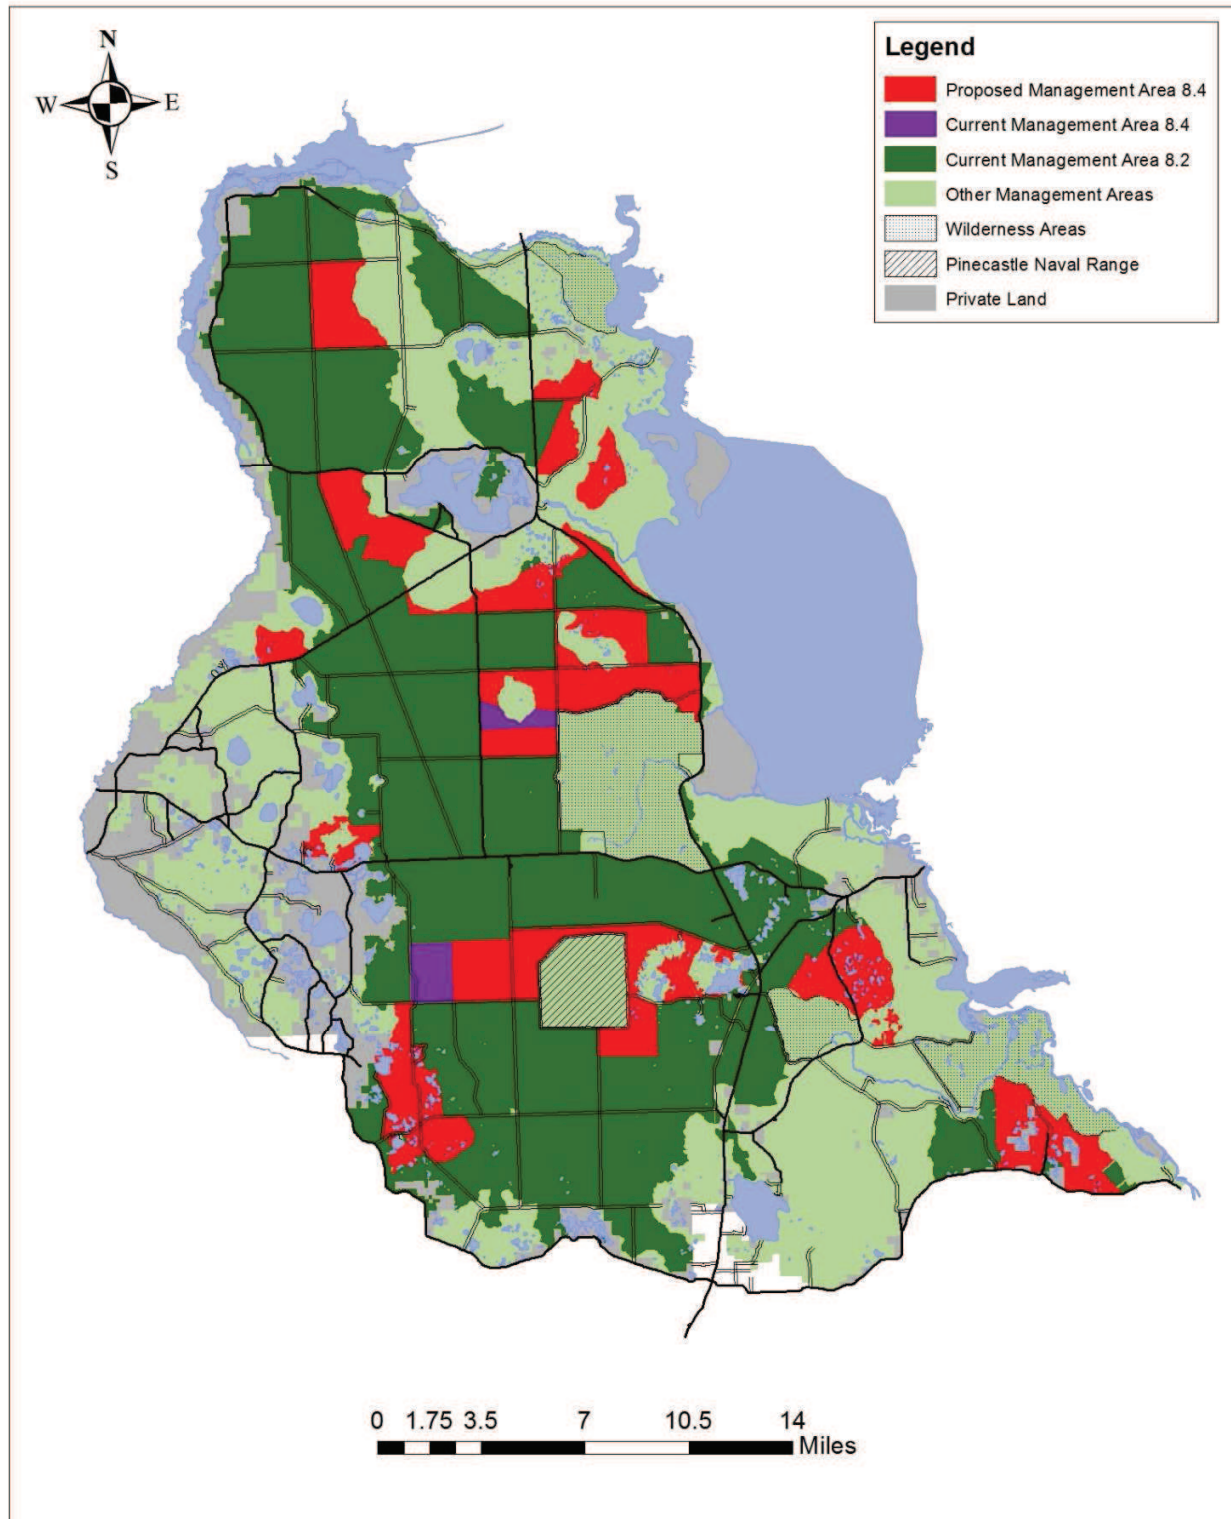 N
W E
S
Legend
Proposed Management Area 8.4
Current Management Area 8.4
Current Management Area 8.2
Other Management Areas
Wilderness Areas
Pinecastle Naval Range
Private Land
0 1.75 3.5 7 10.5 14
Miles